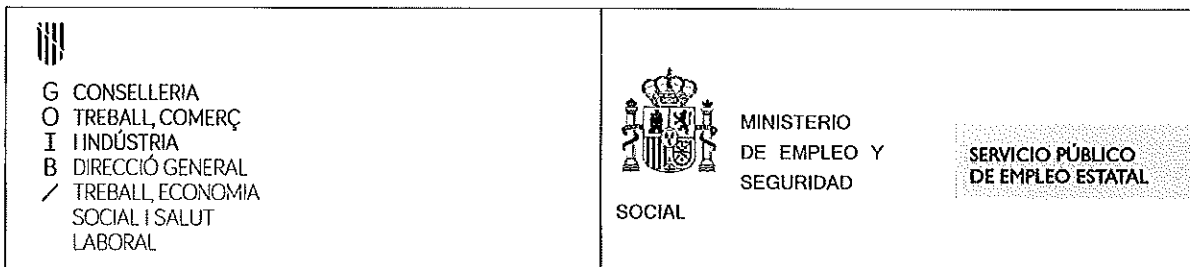 G CONSELLERIA
O TREBALL, COMERÇ
I I INDÚSTRIA
B DIRECCIÓ GENERAL
/ TREBALL, ECONOMIA
SOCIAL I SALUT
LABORAL
MINISTERIO
DE EMPLEO Y
SEGURIDAD
SOCIAL
SERVICIO PÚBLICO
DE EMPLEO ESTATAL